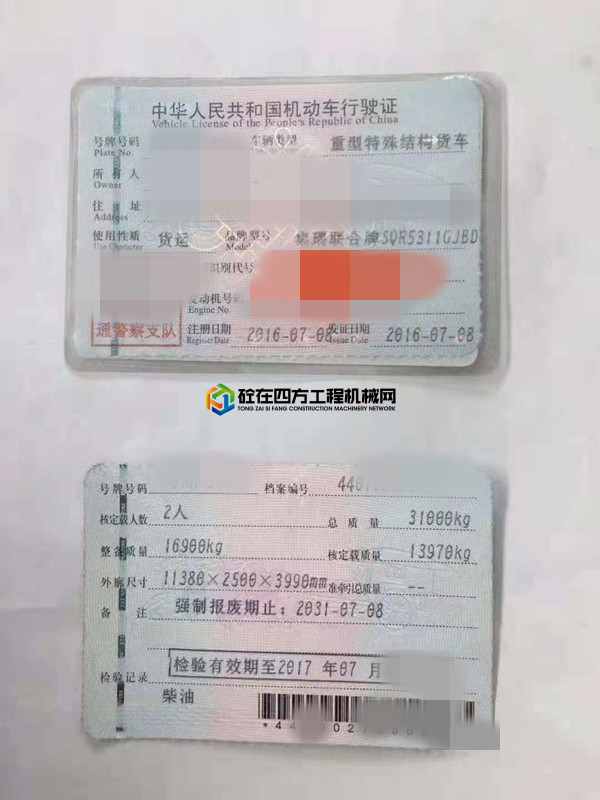 中华人民共和国机动车行驶证
Vehicle License of the People's Republic of China
号牌号码 车辆类型 重型特殊结构货车
Plate No.
所有人
Owner
住址
Address
使用性质 货运 品牌型号 集瑞联合牌SQR5311GJBD
Use Character Model
识别代号
发动机号码
Engine No.
通警察支队 注册日期 2016-07-08 发证日期 2016-07-08
Register Date Issue Date
砼在四方工程机械网
TONG ZAI SI FANG CONSTRUCTION MACHINERY NETWORK
号牌号码 档案编号
核定载人数 2人 总质量 31000kg
整备质量 16900kg 核定载质量 13970kg
外廓尺寸 11380×2500×3990mm 准牵引总质量 --
备注 强制报废期止：2031-07-08
检验有效期至2017 年07 月
检验记录
柴油